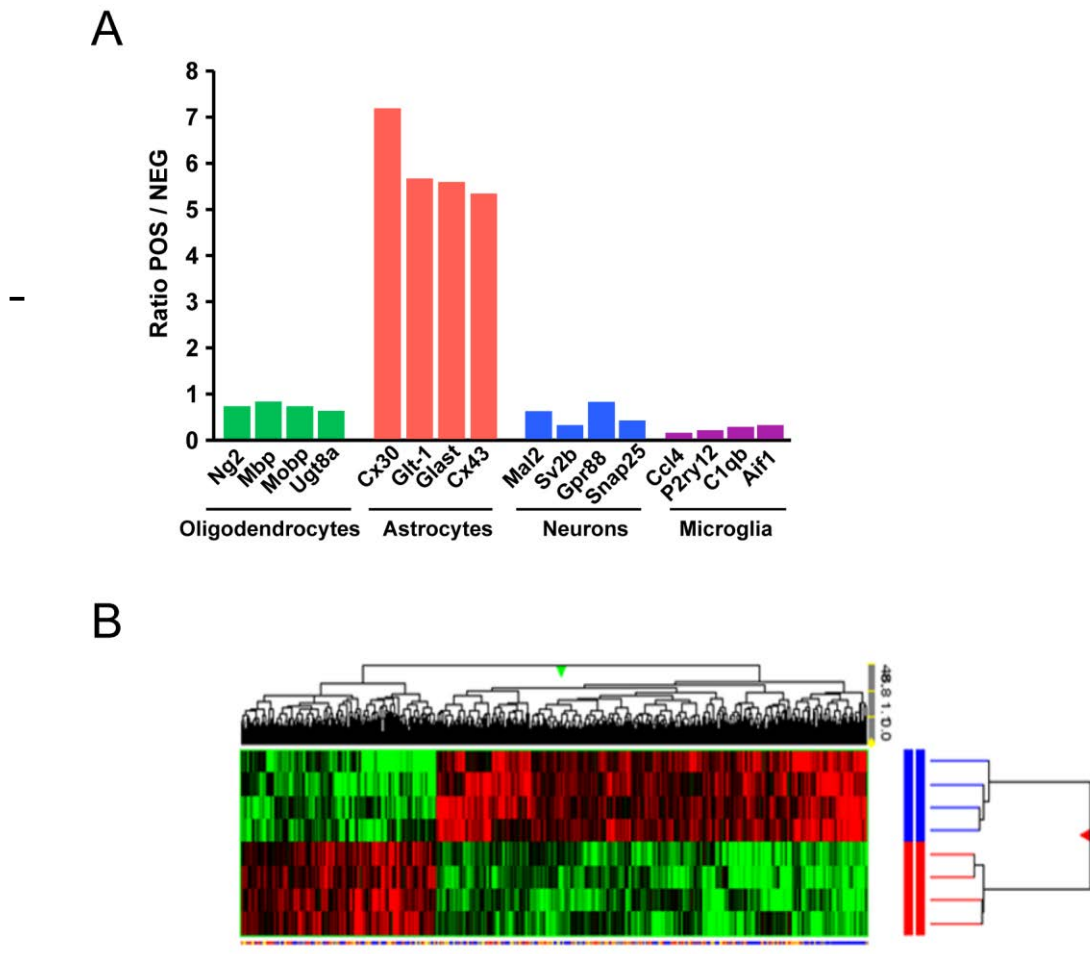 A
8
7
6
5
4
3
2
1
0
Ratio POS / NEG
Ng2 Mbp Mobp Ugt8a Cx30 Glt-1 Glast Cx43 Mal2 Sv2b Gpr88 Snap25 Ccl4 P2ry12 C1qb Aif1
Oligodendrocytes Astrocytes Neurons Microglia
B